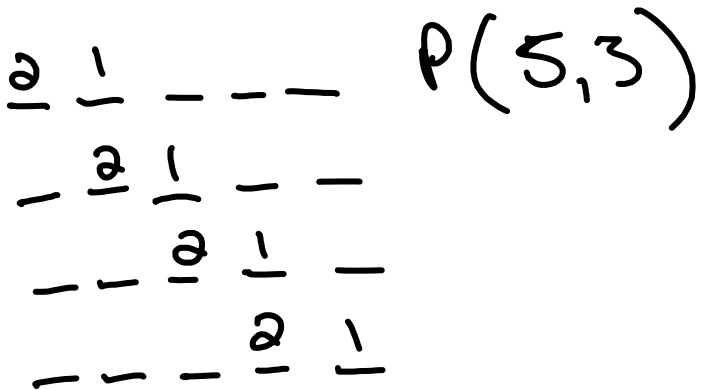 P(5,3)
2 1 _ _ _
_ 2 1 _ _
_ _ 2 1 _
_ _ _ 2 1